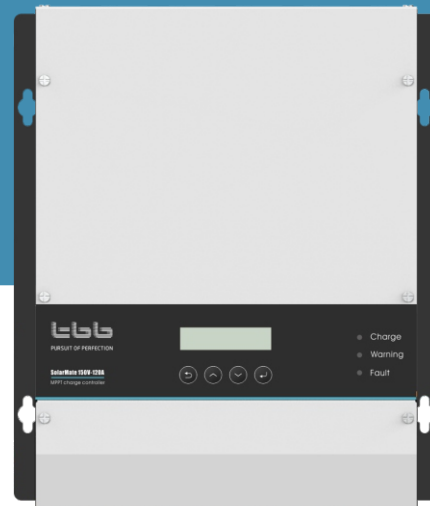 tbb
PURSUIT OF PERFECTION
SolarMate 150V-120A
MPPT charge controller
Charge
Warning
Fault